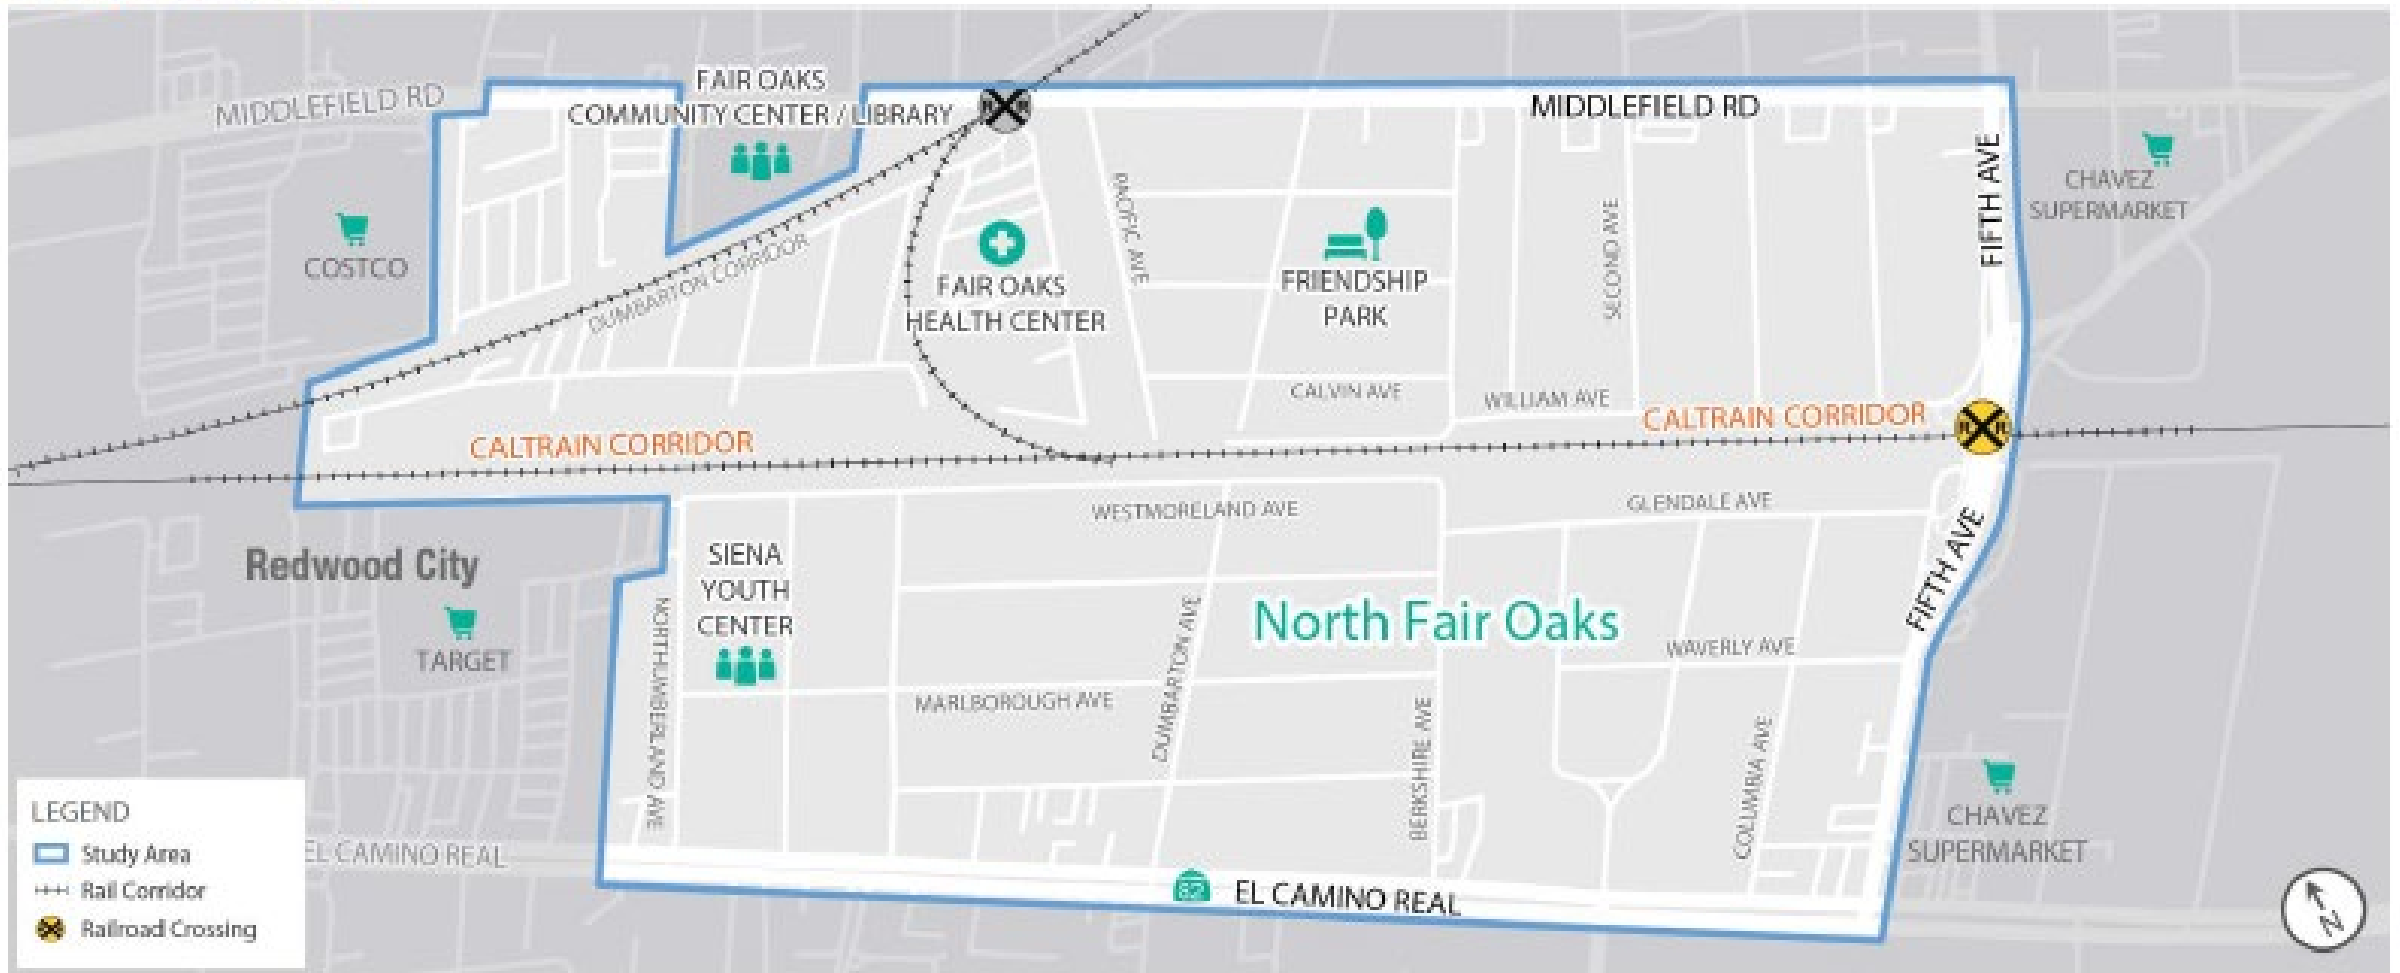 FAIR OAKS
COMMUNITY CENTER / LIBRARY
MIDDLEFIELD RD
MIDDLEFIELD RD
FIFTH AVE
CHAVEZ
SUPERMARKET
COSTCO
DUMBARTON CORRIDOR
FAIR OAKS
HEALTH CENTER
PACIFIC AVE
FRIENDSHIP
PARK
SECOND AVE
CALVIN AVE
WILLIAM AVE
CALTRAIN CORRIDOR
CALTRAIN CORRIDOR
WESTMORELAND AVE
GLENDALE AVE
FIFTH AVE
Redwood City
SIENA
YOUTH
CENTER
TARGET
NORTHUMBERLAND AVE
DUMBARTON AVE
North Fair Oaks
WAVERLY AVE
MARLBOROUGH AVE
BERKSHIRE AVE
COLUMBIA AVE
CHAVEZ
SUPERMARKET
EL CAMINO REAL
82
EL CAMINO REAL
LEGEND
Study Area
Rail Corridor
Railroad Crossing
N